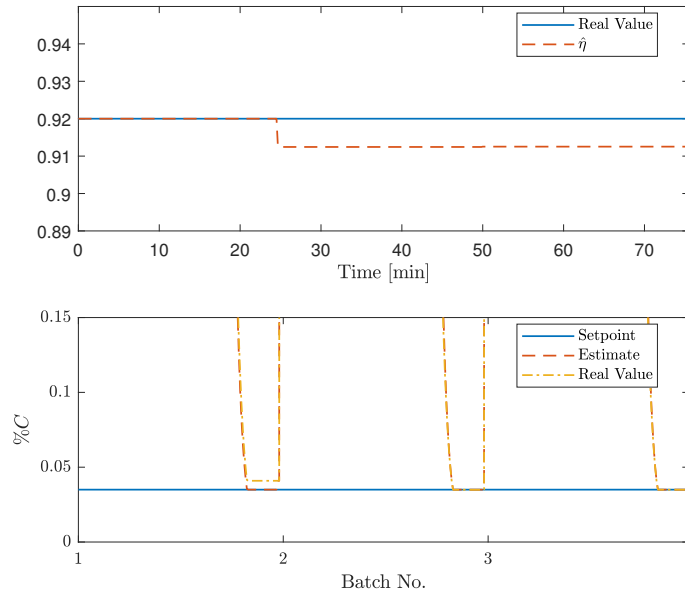 0.94
0.93
0.92
0.91
0.9
0.89
0 10 20 30 40 50 60 70
Time [min]
Real Value
η̂
0.15
0.1
0.05
0
%C
1 2 3
Batch No.
Setpoint
Estimate
Real Value